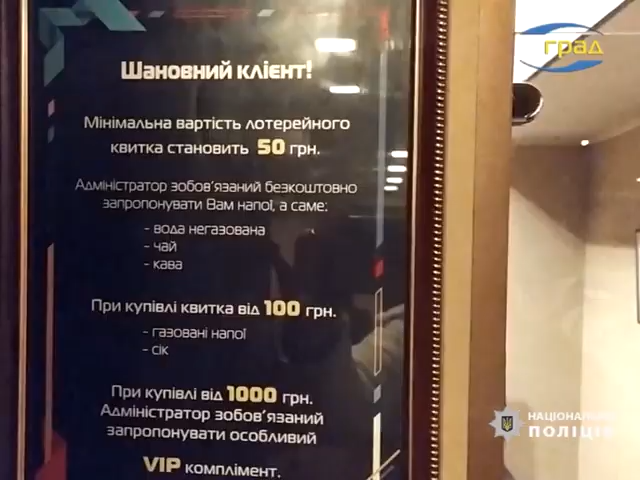 град
Шановний клієнт!
Мінімальна вартість лотерейного
квитка становить 50 грн.
Адміністратор зобов'язаний безкоштовно
запропонувати Вам напої, а саме:
- вода негазована
- чай
- кава
При купівлі квитка від 100 грн.
- газовані напої
- сік
При купівлі від 1000 грн.
Адміністратор зобов'язаний
запропонувати особливий
VIP комплімент.
НАЦІОНАЛЬНА
ПОЛІЦІЯ